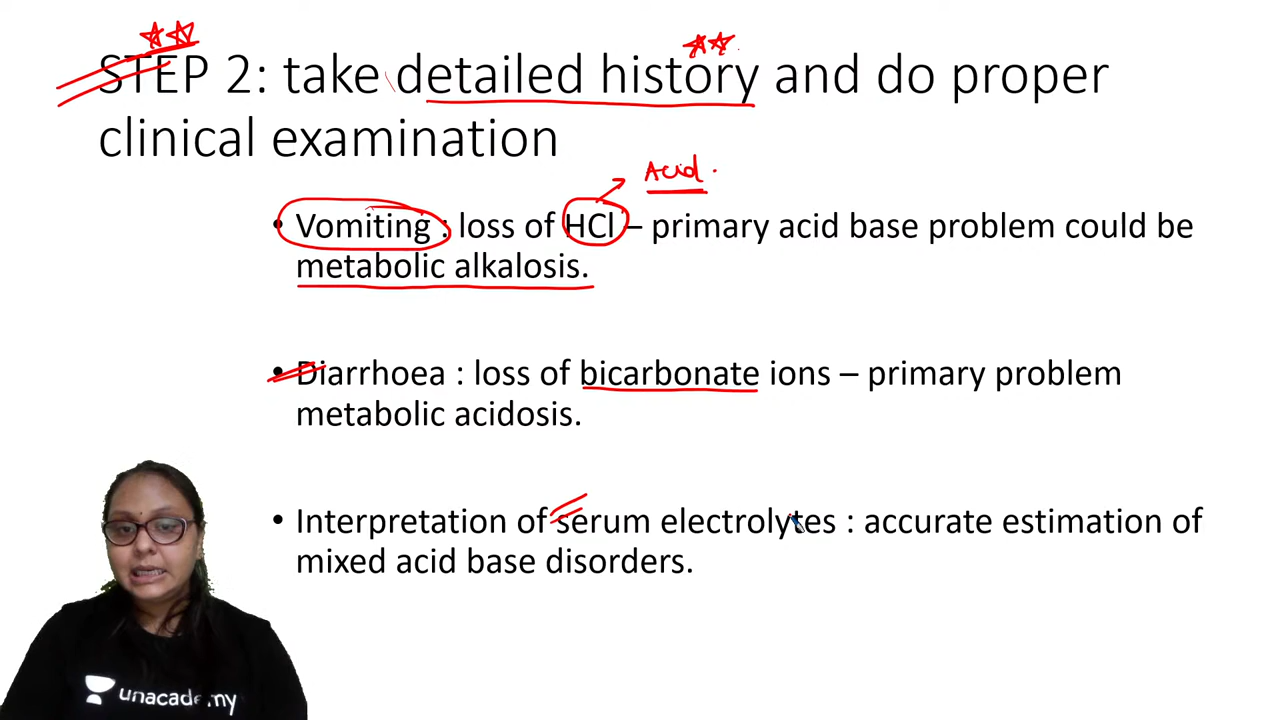 STEP 2: take detailed history and do proper
clinical examination
Acid.
• Vomiting : loss of HCl – primary acid base problem could be
metabolic alkalosis.
• Diarrhoea : loss of bicarbonate ions – primary problem
metabolic acidosis.
• Interpretation of serum electrolytes : accurate estimation of
mixed acid base disorders.
unacademy